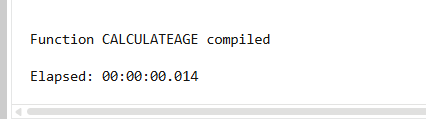 Function CALCULATEAGE compiled
Elapsed: 00:00:00.014